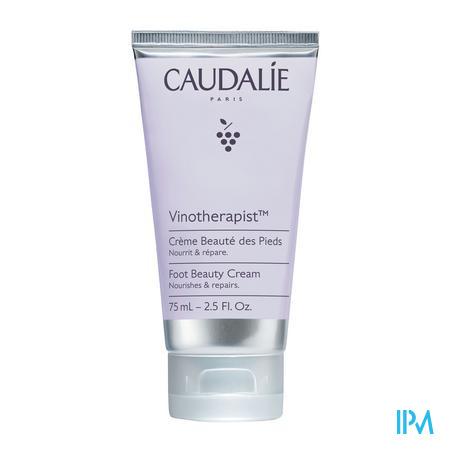 CAUDALÍE
PARIS
Vinotherapist™
Crème Beauté des Pieds
Nourrit & répare.
Foot Beauty Cream
Nourishes & repairs.
75 mL – 2.5 Fl. Oz.
IPM